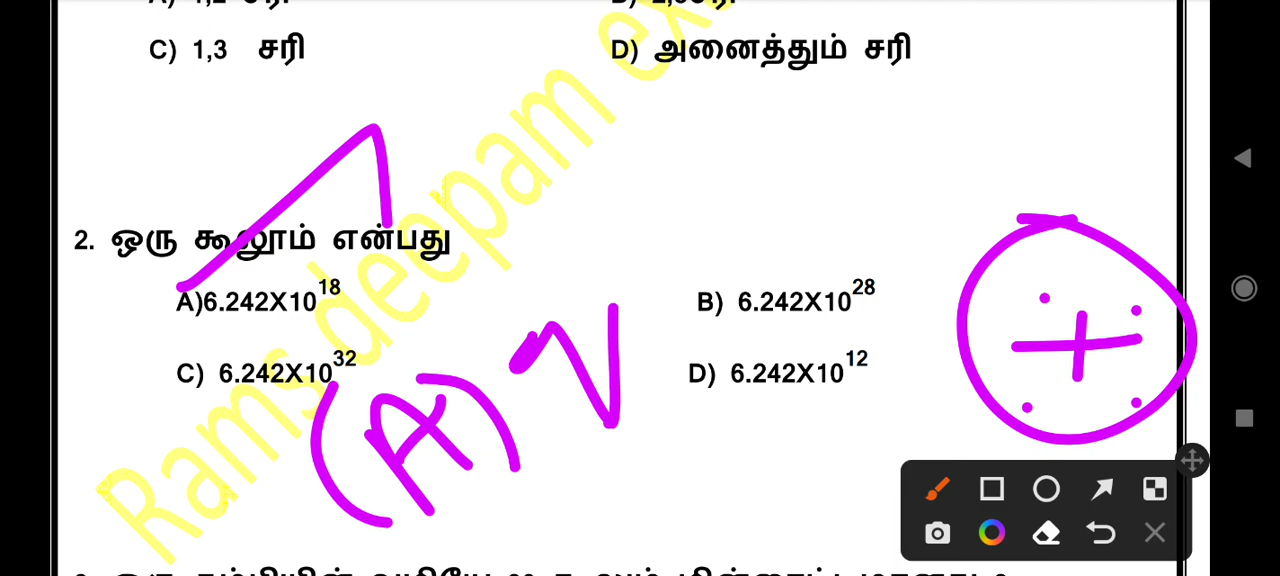 C) 1,3 சரி D) அனைத்தும் சரி
2. ஒரு கூலூம் என்பது
A)6.242X10^18 B) 6.242X10^28
C) 6.242X10^32 D) 6.242X10^12
(A)
+
Rams deepam